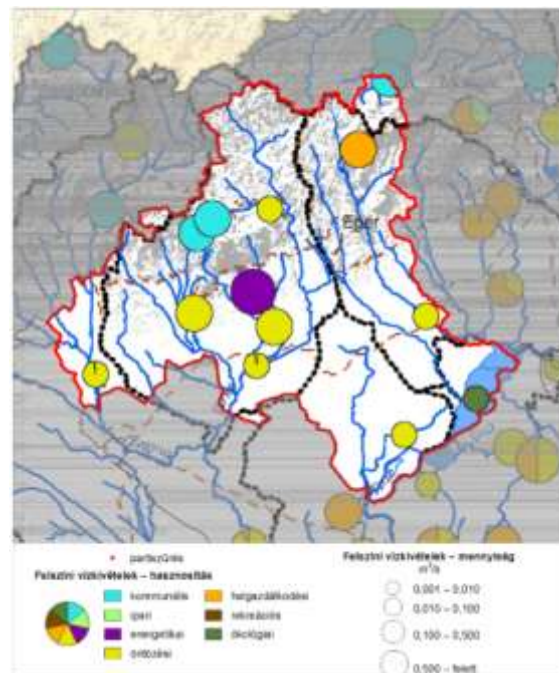 Eger
partiszűrés
Felszíni vízkivételek – hasznosítás
kommunális
ipari
energetikai
öntözési
halgazdálkodási
rekreációs
ökológiai
Felszíni vízkivételek – mennyiség
m³/s
0,001 – 0,010
0,010 – 0,100
0,100 – 0,500
0,500 – felett